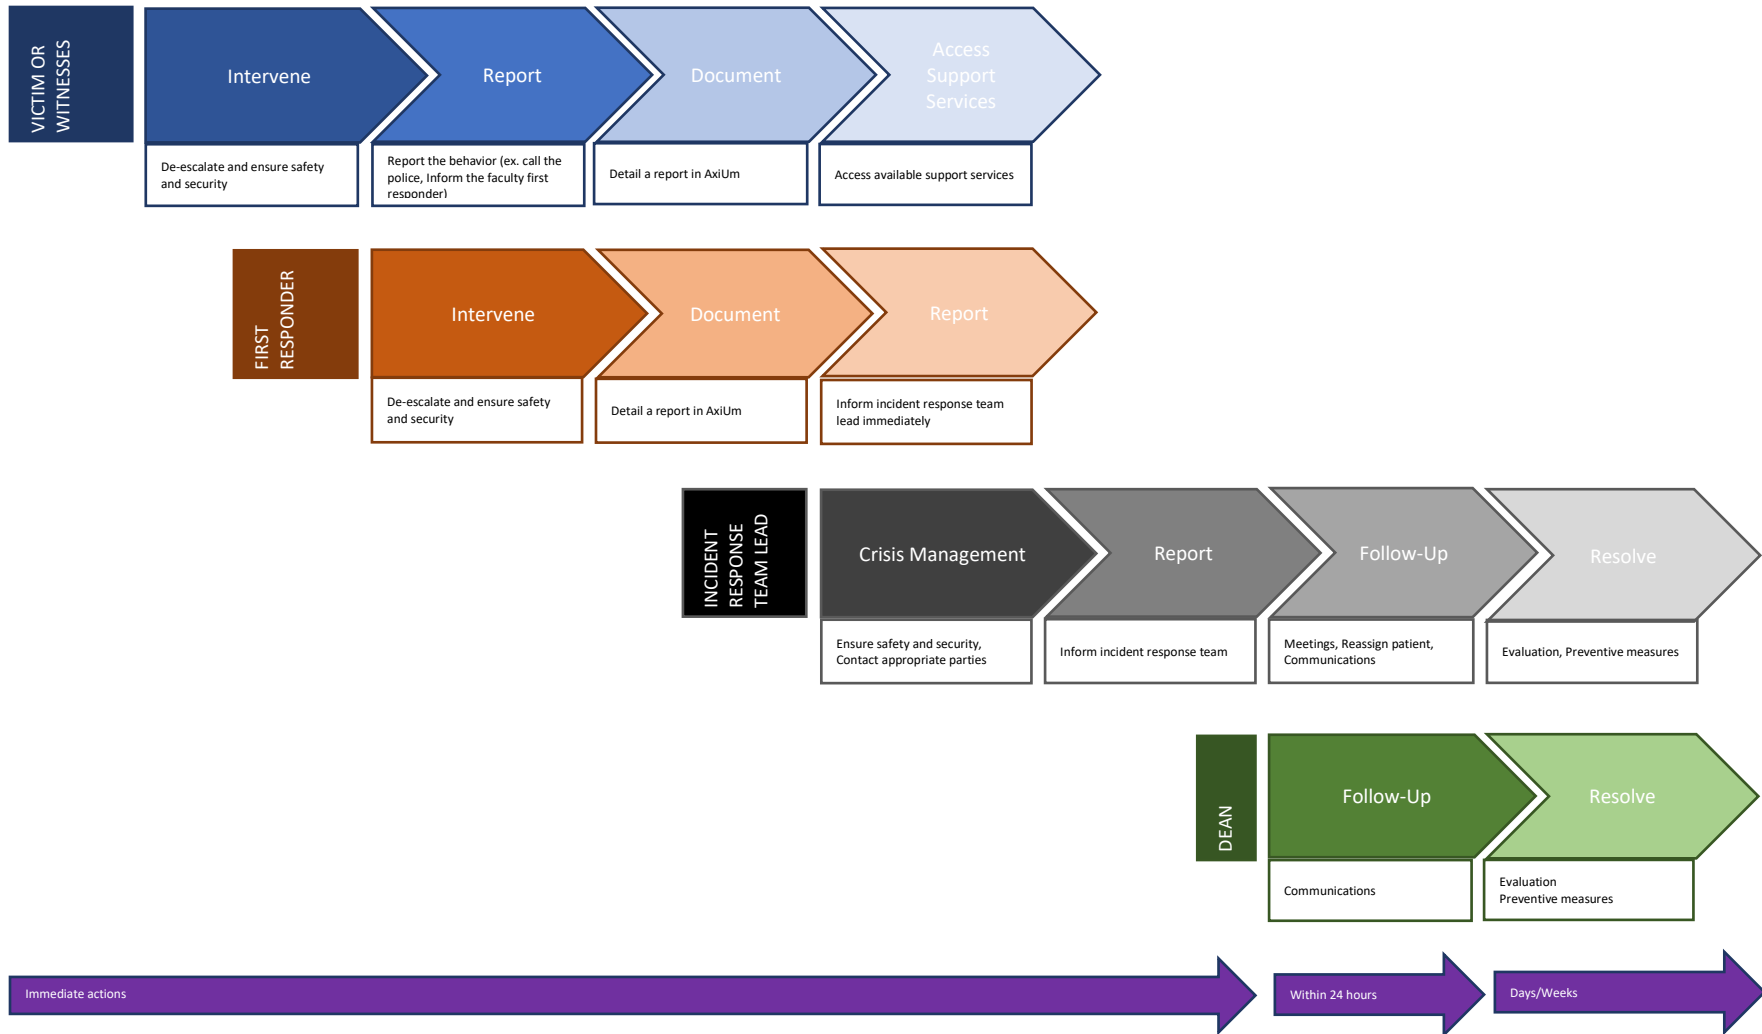 VICTIM OR
WITNESSES
Intervene
Report
Document
Access
Support
Services
De-escalate and ensure safety
and security
Report the behavior (ex. call the
police, Inform the faculty first
responder)
Detail a report in AxiUm
Access available support services
FIRST
RESPONDER
Intervene
Document
Report
De-escalate and ensure safety
and security
Detail a report in AxiUm
Inform incident response team
lead immediately
INCIDENT
RESPONSE
TEAM LEAD
Crisis Management
Report
Follow-Up
Resolve
Ensure safety and security,
Contact appropriate parties
Inform incident response team
Meetings, Reassign patient,
Communications
Evaluation, Preventive measures
DEAN
Follow-Up
Resolve
Communications
Evaluation
Preventive measures
Immediate actions
Within 24 hours
Days/Weeks